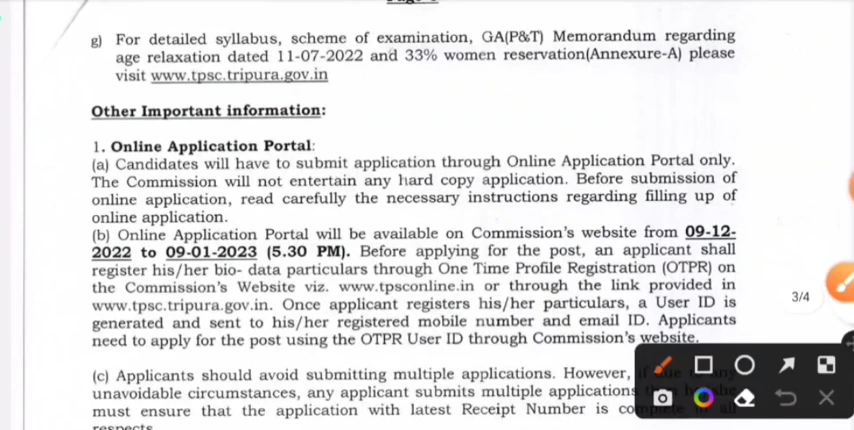 g) For detailed syllabus, scheme of examination, GA(P&T) Memorandum regarding
age relaxation dated 11-07-2022 and 33% women reservation(Annexure-A) please
visit www.tpsc.tripura.gov.in
Other Important information:
1. Online Application Portal:
(a) Candidates will have to submit application through Online Application Portal only.
The Commission will not entertain any hard copy application. Before submission of
online application, read carefully the necessary instructions regarding filling up of
online application.
(b) Online Application Portal will be available on Commission's website from 09-12-
2022 to 09-01-2023 (5.30 PM). Before applying for the post, an applicant shall
register his/her bio- data particulars through One Time Profile Registration (OTPR) on
the Commission's Website viz. www.tpsconline.in or through the link provided in
www.tpsc.tripura.gov.in. Once applicant registers his/her particulars, a User ID is
generated and sent to his/her registered mobile number and email ID. Applicants
need to apply for the post using the OTPR User ID through Commission's website.
3/4
(c) Applicants should avoid submitting multiple applications. However,
unavoidable circumstances, any applicant submits multiple applications
must ensure that the application with latest Receipt Number is complete in all
respects